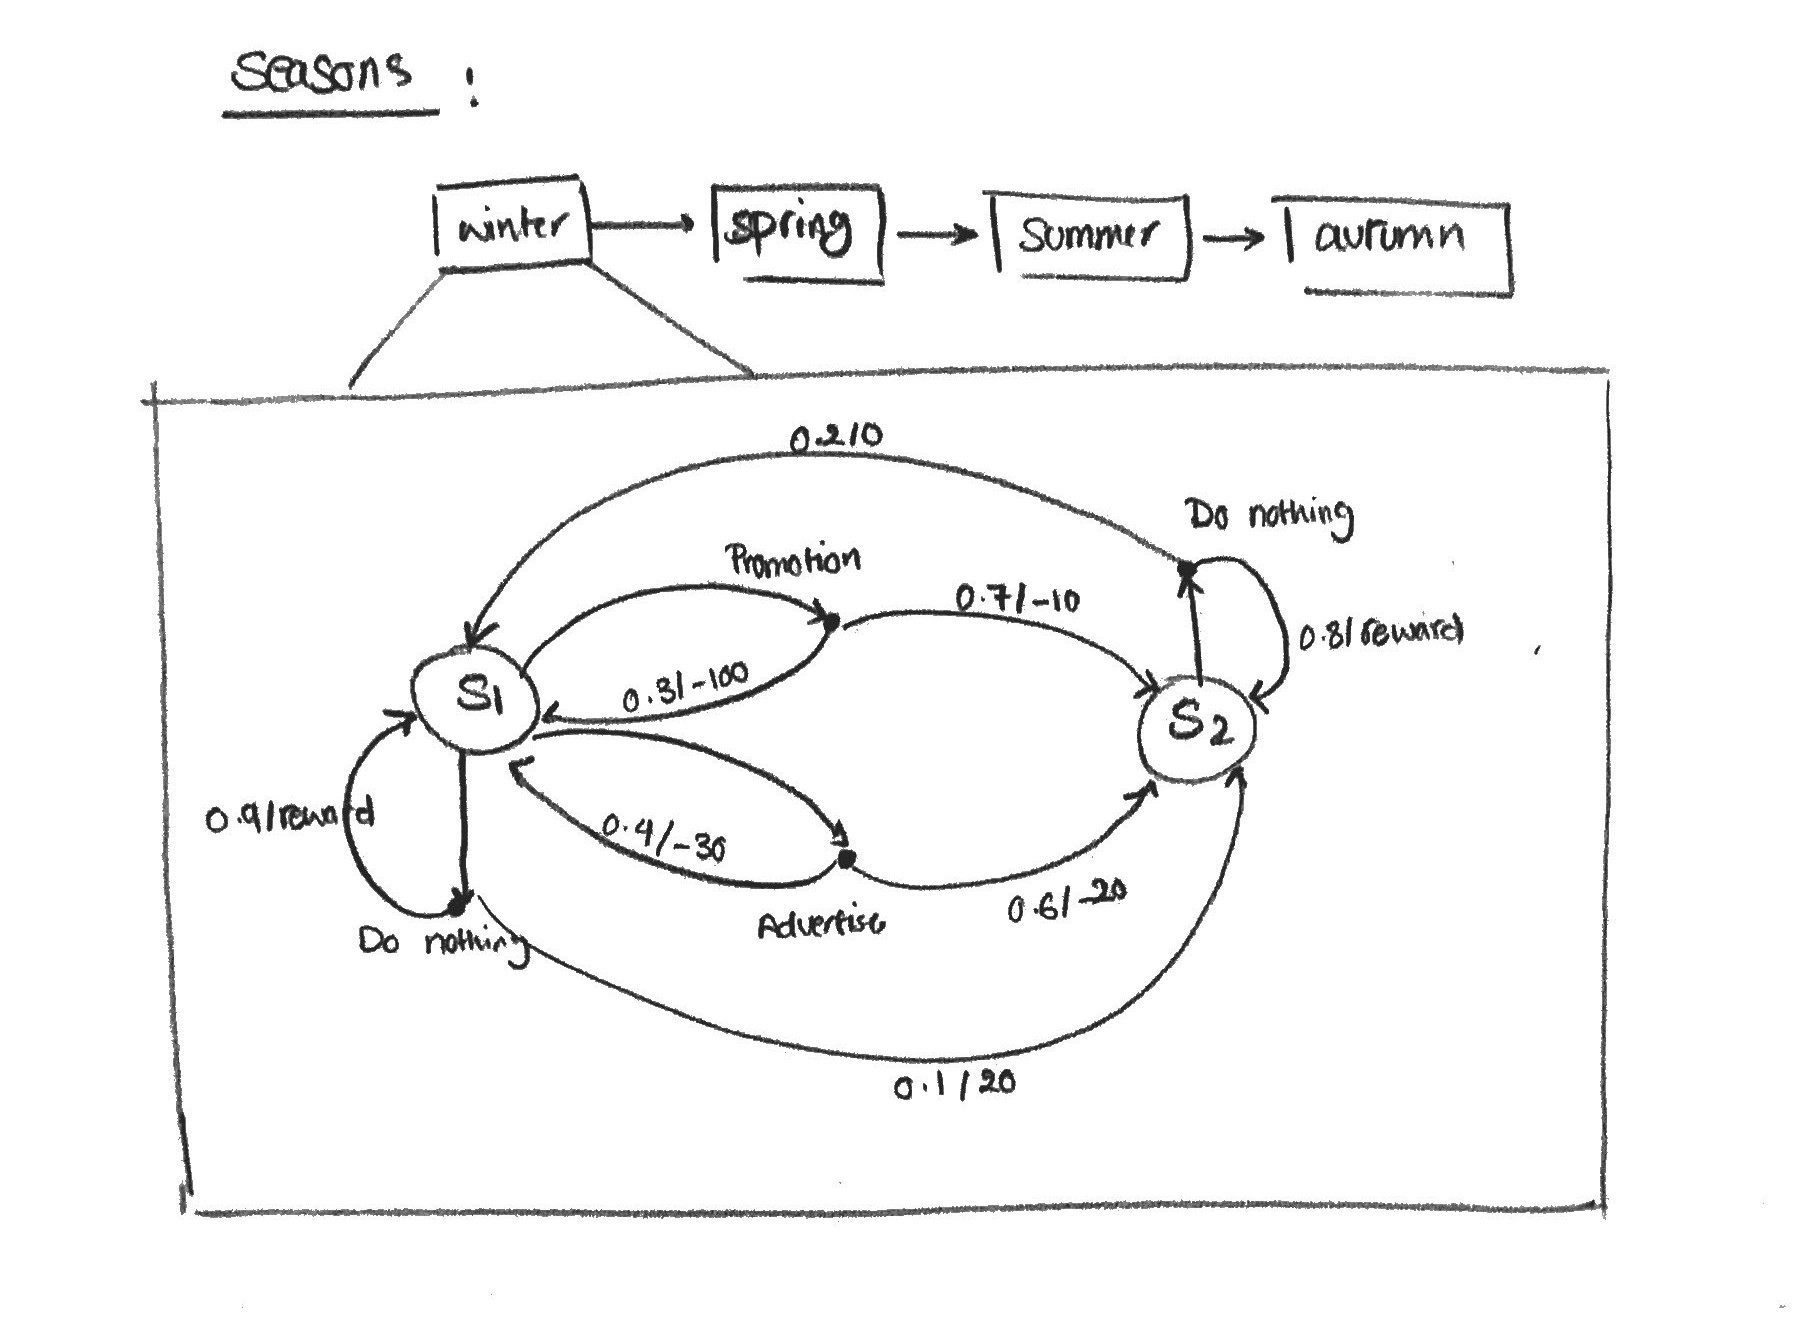 Seasons :
winter
spring
Summer
autumn
0.2/0
Do nothing
Promotion
0.7/-10
0.8/reward
0.3/-100
S1
S2
0.9/reward
0.4/-30
0.6/-20
Advertise
Do nothing
0.1/20